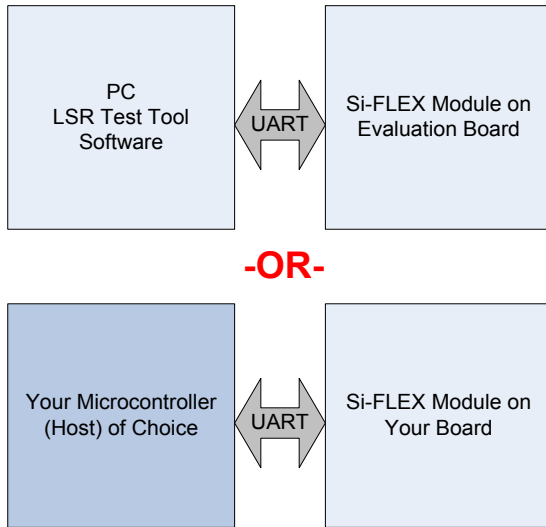 PC
LSR Test Tool
Software
UART
Si-FLEX Module on
Evaluation Board
-OR-
Your Microcontroller
(Host) of Choice
UART
Si-FLEX Module on
Your Board